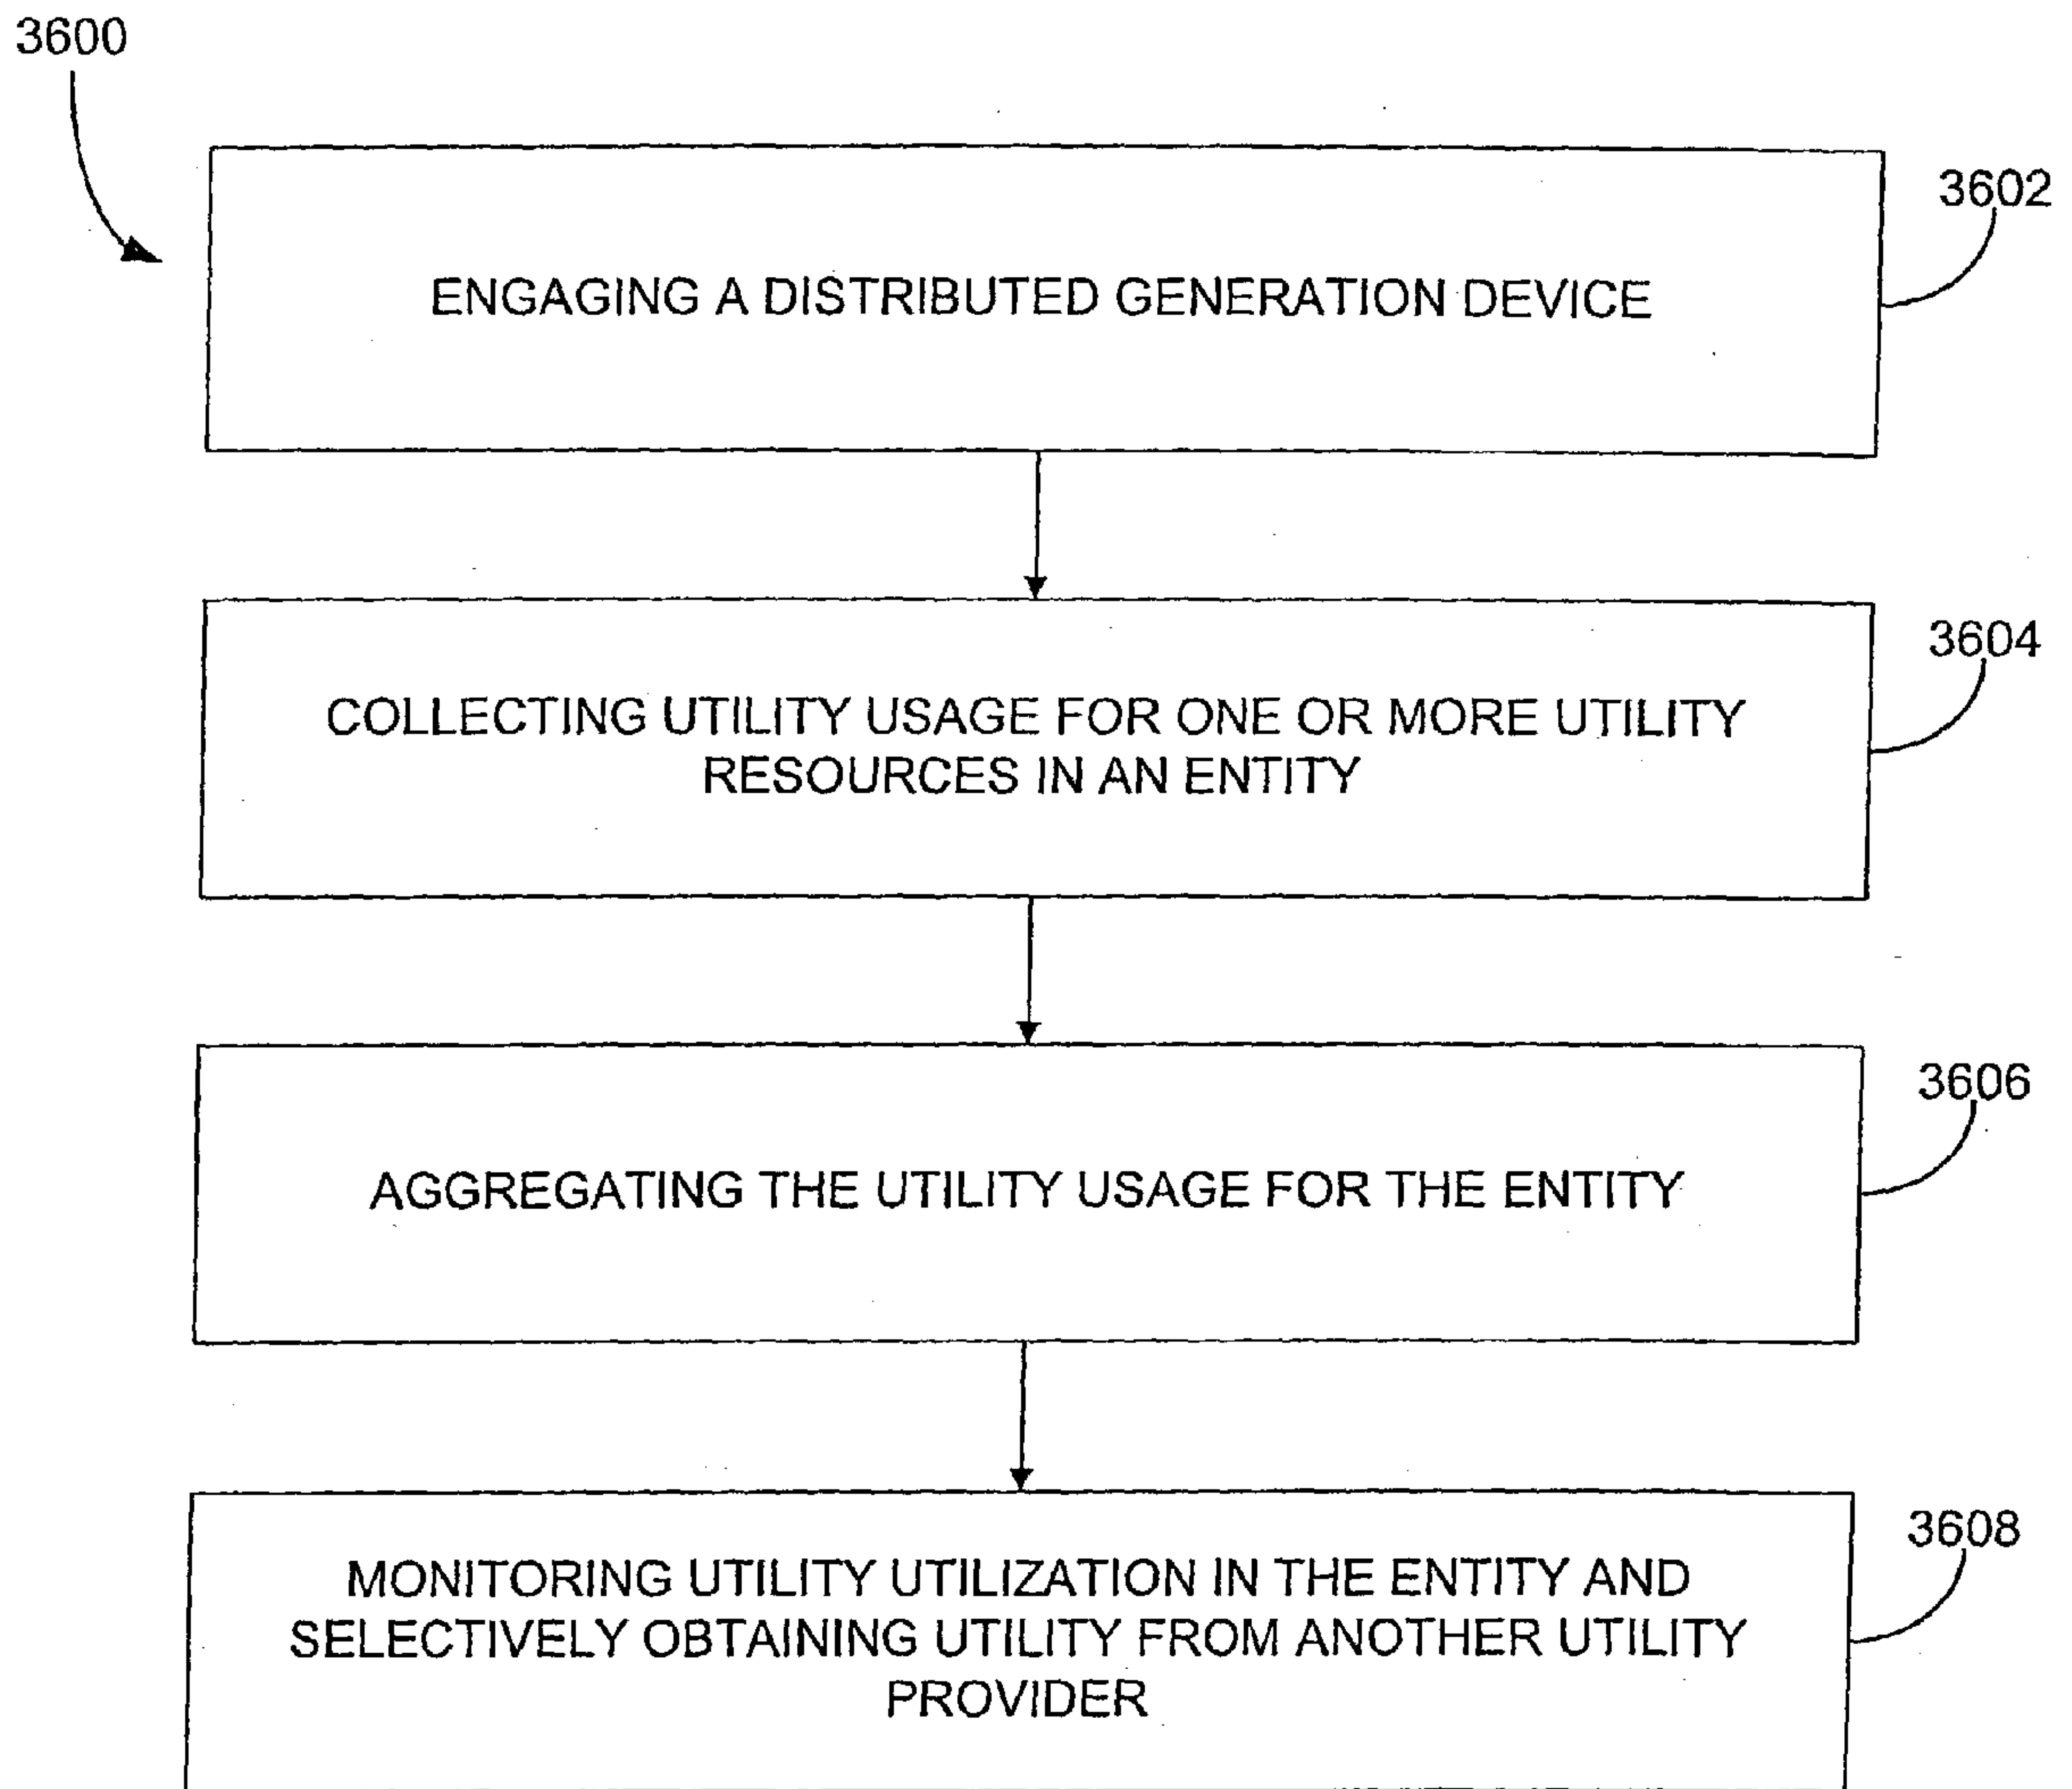 3600
3602
ENGAGING A DISTRIBUTED GENERATION DEVICE
3604
COLLECTING UTILITY USAGE FOR ONE OR MORE UTILITY
RESOURCES IN AN ENTITY
3606
AGGREGATING THE UTILITY USAGE FOR THE ENTITY
3608
MONITORING UTILITY UTILIZATION IN THE ENTITY AND
SELECTIVELY OBTAINING UTILITY FROM ANOTHER UTILITY
PROVIDER